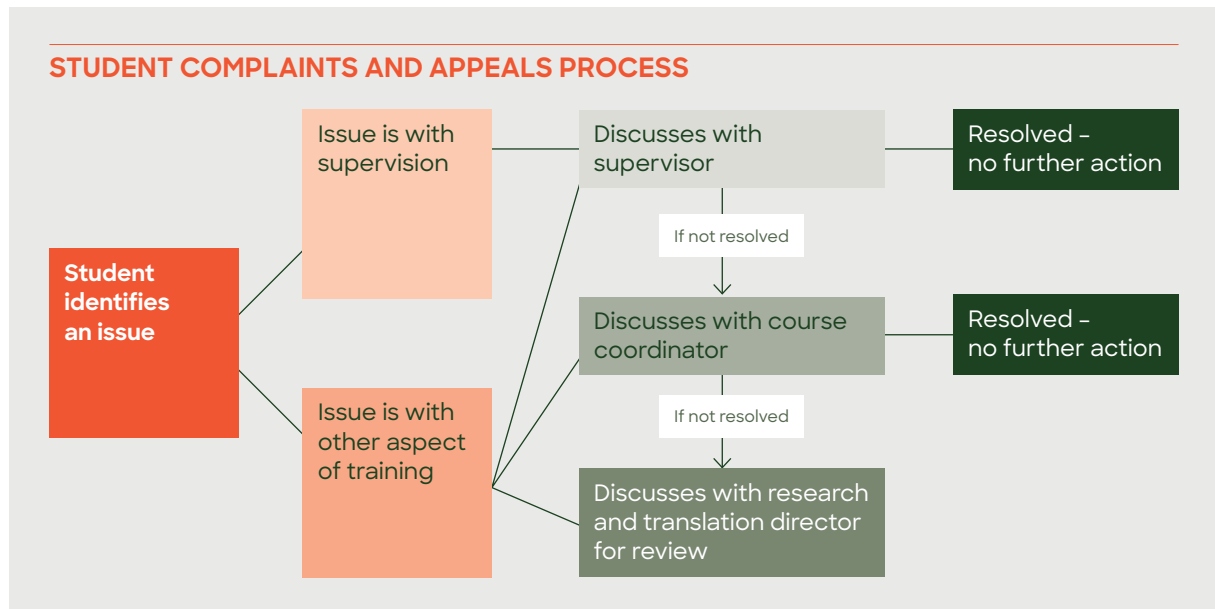 STUDENT COMPLAINTS AND APPEALS PROCESS
Student
identifies
an issue
Issue is with
supervision
Issue is with
other aspect
of training
Discusses with
supervisor
If not resolved
Discusses with course
coordinator
If not resolved
Discusses with research
and translation director
for review
Resolved –
no further action
Resolved –
no further action